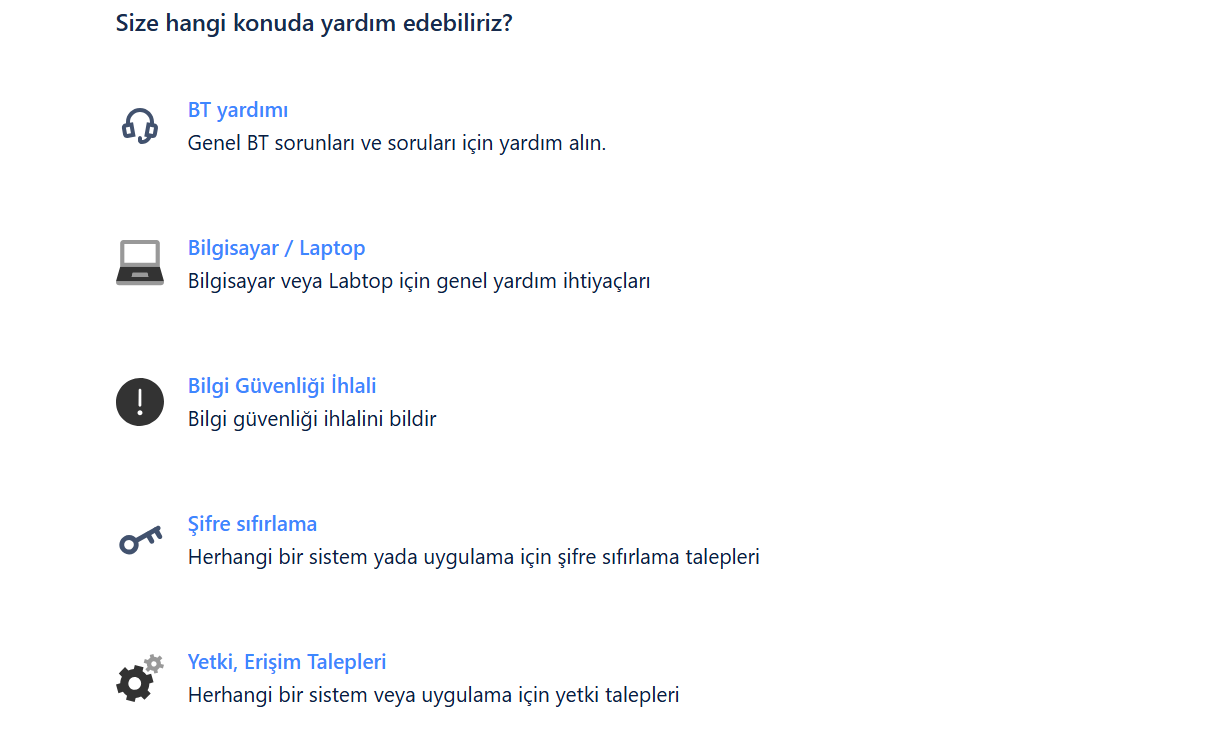 Size hangi konuda yardım edebiliriz?
BT yardımı
Genel BT sorunları ve soruları için yardım alın.
Bilgisayar / Laptop
Bilgisayar veya Labtop için genel yardım ihtiyaçları
Bilgi Güvenliği İhlali
Bilgi güvenliği ihlalini bildir
Şifre sıfırlama
Herhangi bir sistem yada uygulama için şifre sıfırlama talepleri
Yetki, Erişim Talepleri
Herhangi bir sistem veya uygulama için yetki talepleri